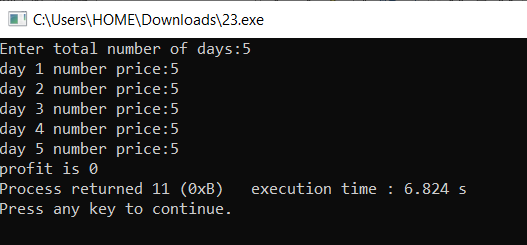 C:\Users\HOME\Downloads\23.exe
Enter total number of days:5
day 1 number price:5
day 2 number price:5
day 3 number price:5
day 4 number price:5
day 5 number price:5
profit is 0
Process returned 11 (0xB)   execution time : 6.824 s
Press any key to continue.